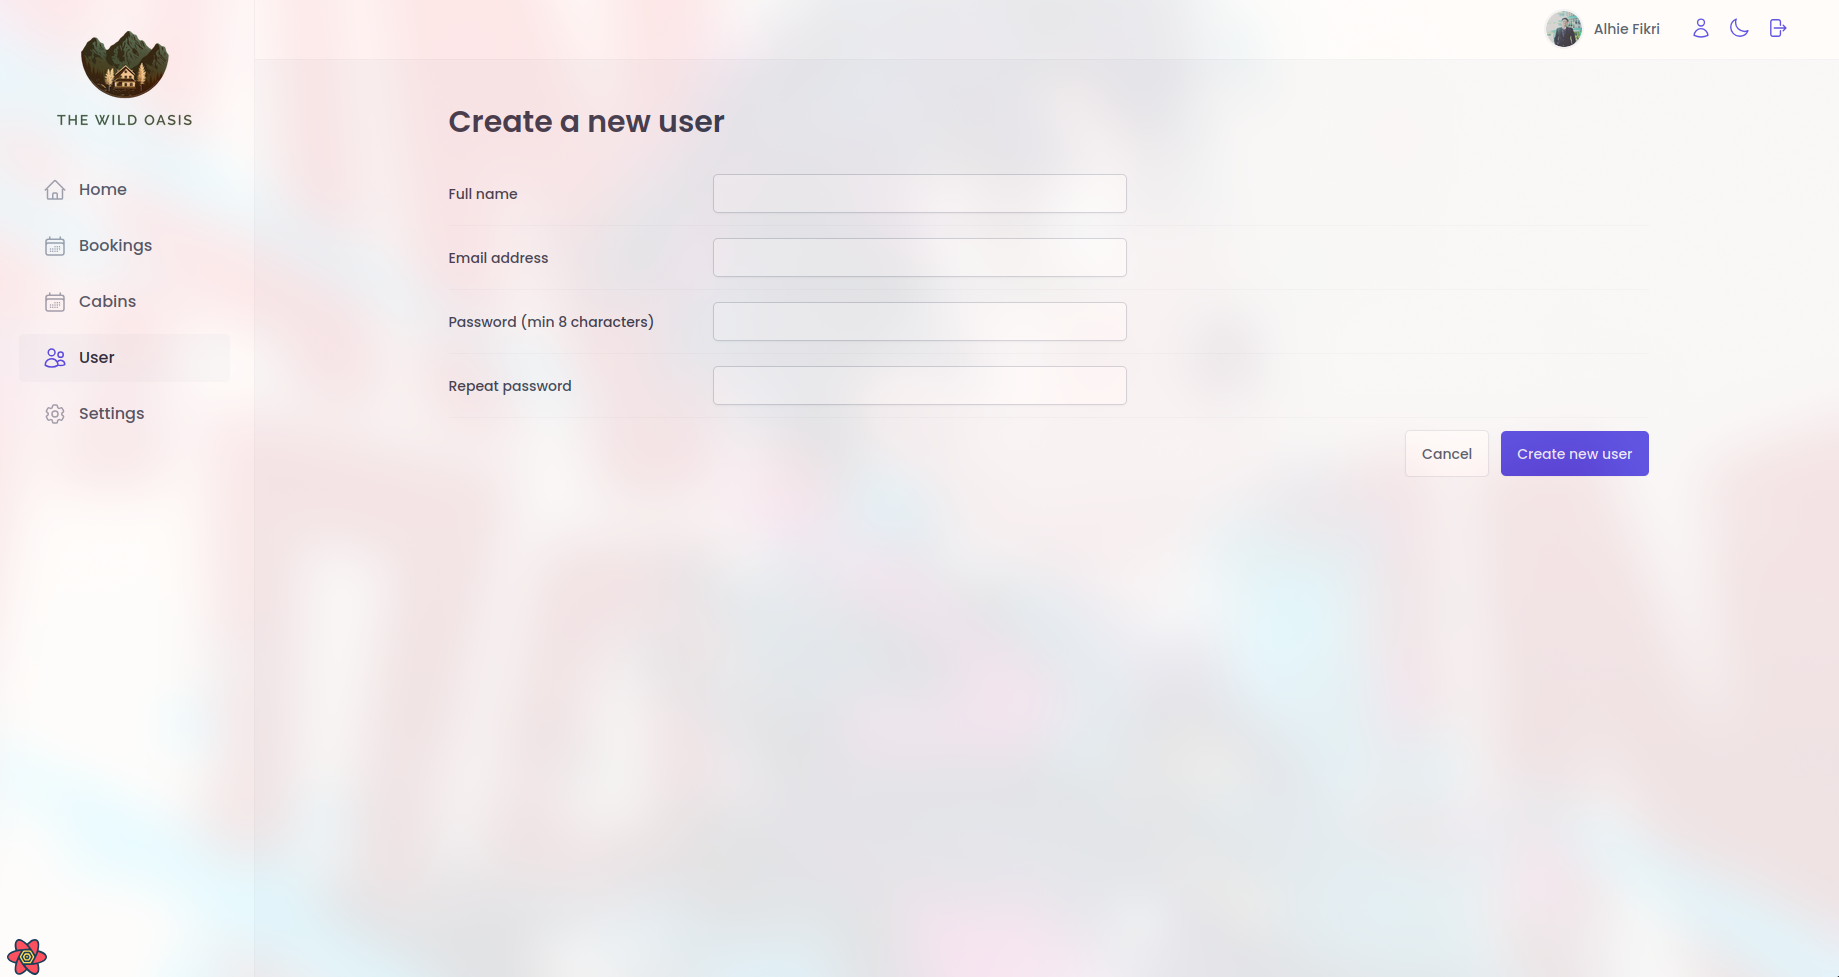 THE WILD OASIS
Home
Bookings
Cabins
User
Settings
Alhie Fikri
Create a new user
Full name
Email address
Password (min 8 characters)
Repeat password
Cancel
Create new user